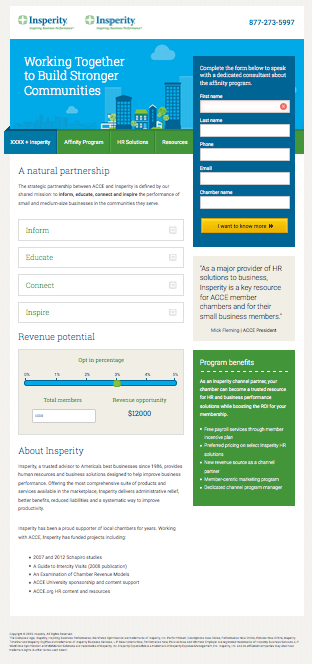 Insperity.
Inspiring Business Performance®
Insperity.
Inspiring Business Performance®
877-273-5997
Working Together
to Build Stronger
Communities
Complete the form below to speak
with a dedicated consultant about
the affinity program.
First name
Last name
Phone
Email
Chamber name
I want to know more
XXXX + Insperity
Affinity Program
HR Solutions
Resources
A natural partnership
The strategic partnership between ACCE and Insperity is defined by our
shared mission: to inform, educate, connect and inspire the performance of
small and medium-size businesses in the communities they serve.
Inform
Educate
Connect
Inspire
"As a major provider of HR
solutions to business,
Insperity is a key resource
for ACCE member
chambers and for their
small business members."
Mick Fleming | ACCE President
Revenue potential
Opt in percentage
0% 1% 2% 3% 4% 5%
Total members
Revenue opportunity
$12000
Program benefits
As an Insperity channel partner, your
chamber can become a trusted resource
for HR and business performance
solutions while boosting the ROI for your
membership.
Free payroll services through member
incentive plan
Preferred pricing on select Insperity HR
solutions
New revenue source as a channel
partner
Member-centric marketing program
Dedicated channel program manager
About Insperity
Insperity, a trusted advisor to America's best businesses since 1986, provides
human resources and business solutions designed to help improve business
performance. Offering the most comprehensive suite of products and
services available in the marketplace, Insperity delivers administrative relief,
better benefits, reduced liabilities and a systematic way to improve
productivity.
Insperity has been a proud supporter of local chambers for years. Working
with ACCE, Insperity has funded projects including:
2007 and 2012 Schapiro studies
A Guide to Intercity Visits (2008 publication)
An Examination of Chamber Revenue Models
ACCE University sponsorship and content support
ACCE.org HR content and resources